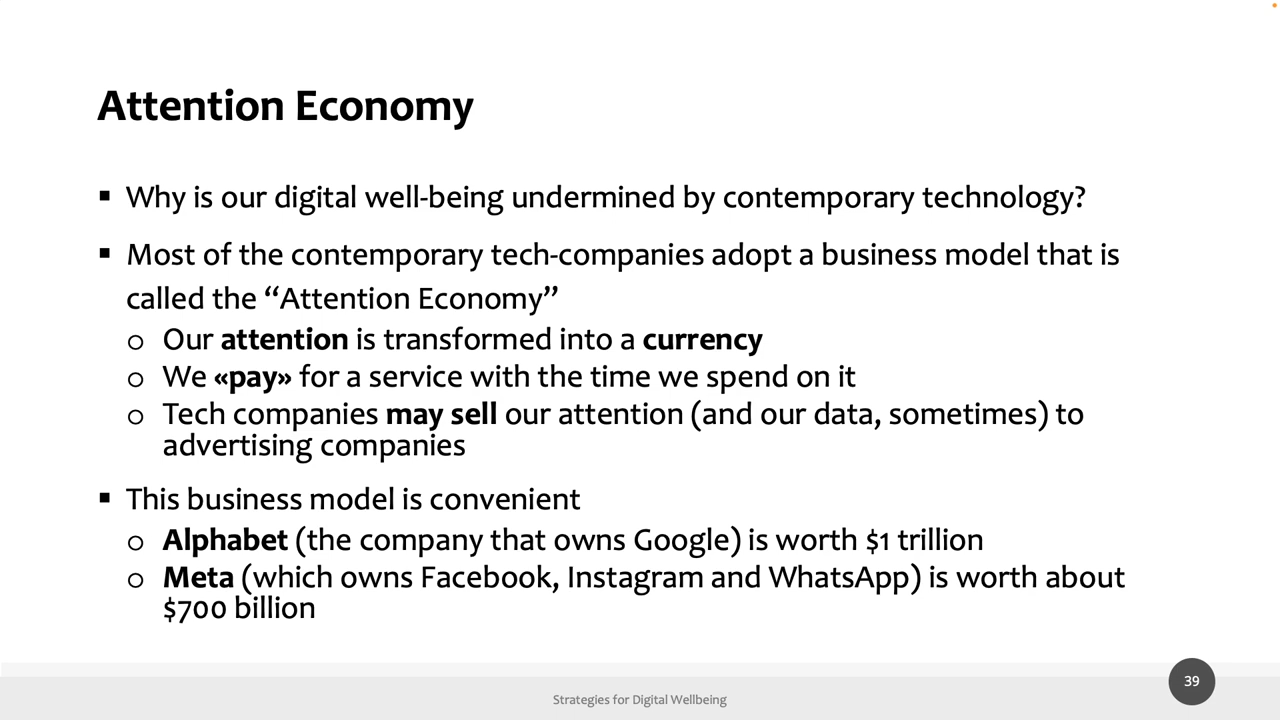 Attention Economy
▪ Why is our digital well-being undermined by contemporary technology?
▪ Most of the contemporary tech-companies adopt a business model that is
called the “Attention Economy”
o Our attention is transformed into a currency
o We «pay» for a service with the time we spend on it
o Tech companies may sell our attention (and our data, sometimes) to
advertising companies
▪ This business model is convenient
o Alphabet (the company that owns Google) is worth $1 trillion
o Meta (which owns Facebook, Instagram and WhatsApp) is worth about
$700 billion
Strategies for Digital Wellbeing
39